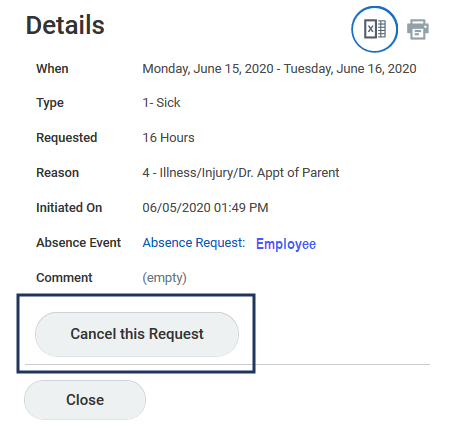 Details
When Monday, June 15, 2020 - Tuesday, June 16, 2020
Type 1- Sick
Requested 16 Hours
Reason 4 - Illness/Injury/Dr. Appt of Parent
Initiated On 06/05/2020 01:49 PM
Absence Event Absence Request: Employee
Comment (empty)
Cancel this Request
Close